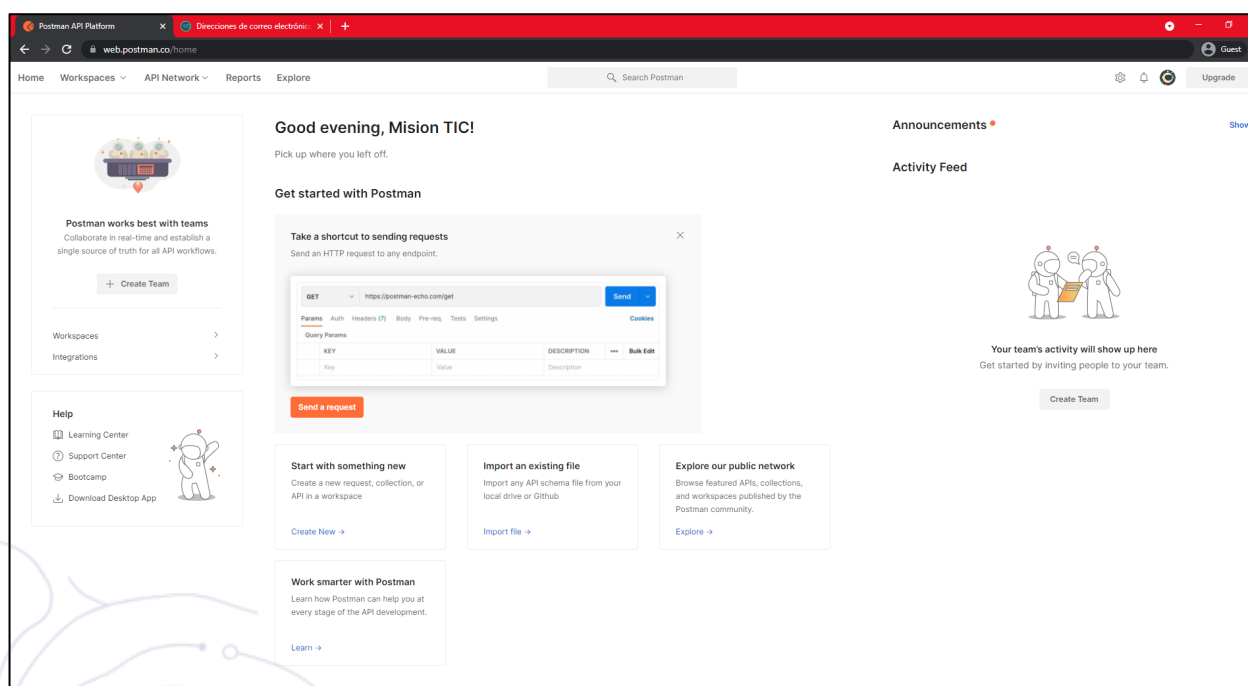 Postman API Platform
Direcciones de correo electrónic
web.postman.co/home
Guest
Home Workspaces API Network Reports Explore
Search Postman
Upgrade
Postman works best with teams
Collaborate in real-time and establish a
single source of truth for all API workflows.
+ Create Team
Workspaces
Integrations
Help
Learning Center
Support Center
Bootcamp
Download Desktop App
Good evening, Mision TIC!
Pick up where you left off.
Get started with Postman
Take a shortcut to sending requests
Send an HTTP request to any endpoint.
GET https://postman-echo.com/get Send
Params Auth Headers (7) Body Pre-req. Tests Settings Cookies
Query Params
KEY VALUE DESCRIPTION Bulk Edit
Key Value Description
Send a request
Start with something new
Create a new request, collection, or
API in a workspace
Create New →
Import an existing file
Import any API schema file from your
local drive or Github
Import file →
Explore our public network
Browse featured APIs, collections,
and workspaces published by the
Postman community.
Explore →
Work smarter with Postman
Learn how Postman can help you at
every stage of the API development.
Learn →
Announcements
Show
Activity Feed
Your team's activity will show up here
Get started by inviting people to your team.
Create Team